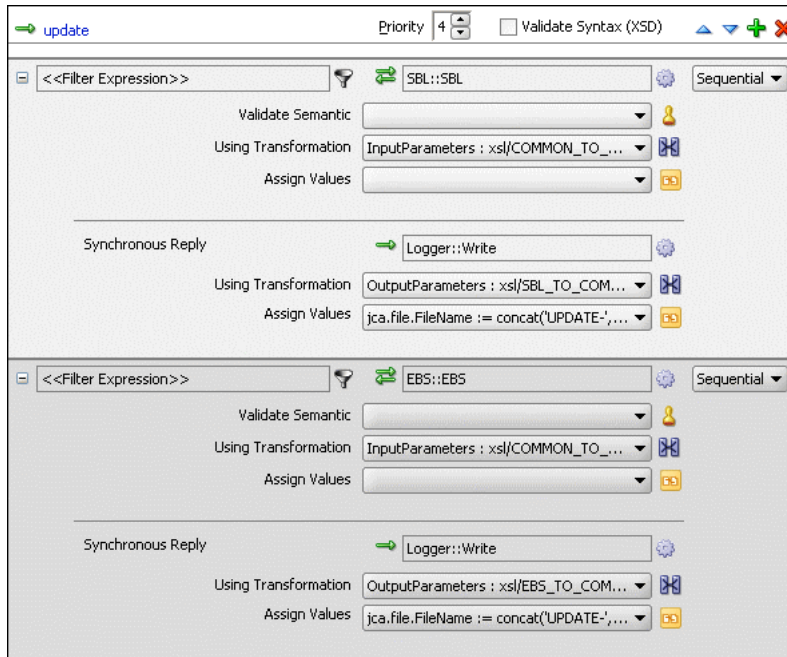 update Priority 4 Validate Syntax (XSD)
<<Filter Expression>> SBL::SBL Sequential
Validate Semantic
Using Transformation InputParameters : xsl/COMMON_TO_...
Assign Values
Synchronous Reply Logger::Write
Using Transformation OutputParameters : xsl/SBL_TO_COM...
Assign Values jca.file.FileName := concat('UPDATE-',...
<<Filter Expression>> EBS::EBS Sequential
Validate Semantic
Using Transformation InputParameters : xsl/COMMON_TO_...
Assign Values
Synchronous Reply Logger::Write
Using Transformation OutputParameters : xsl/EBS_TO_COM...
Assign Values jca.file.FileName := concat('UPDATE-',...